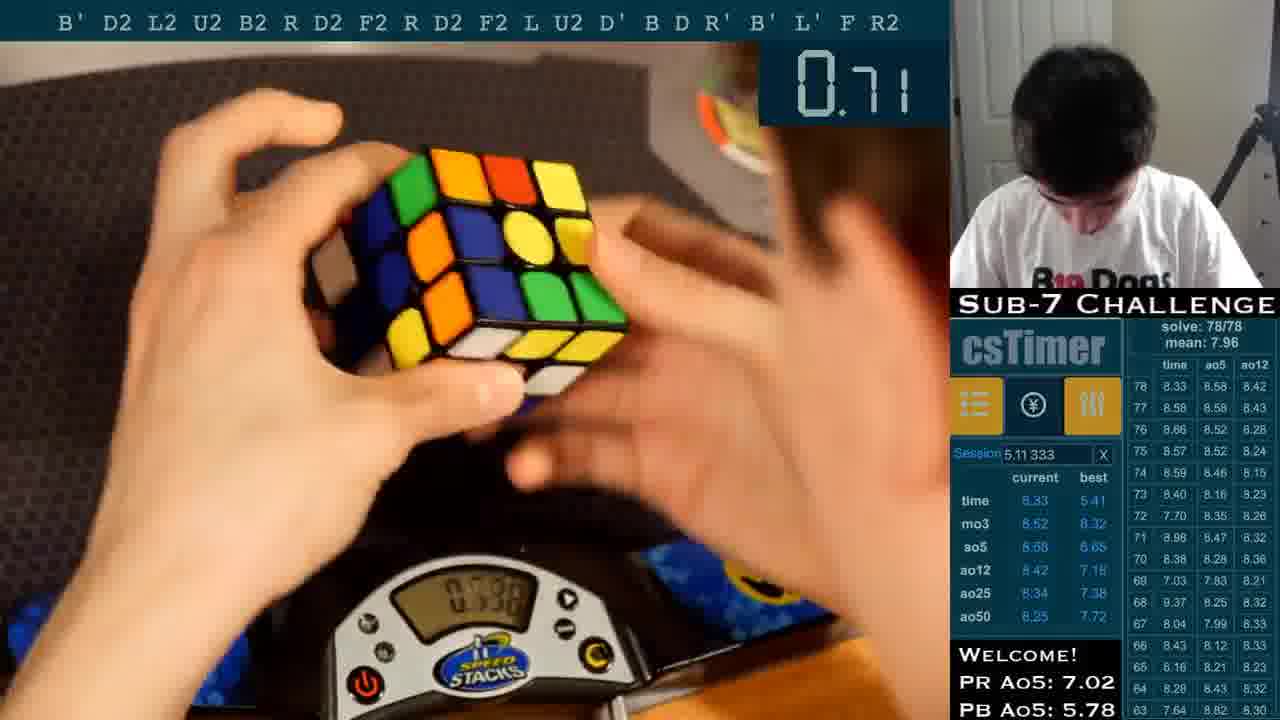 B' D2 L2 U2 B2 R D2 F2 R D2 F2 L U2 D' B D R' B' L' F R2
0.71
SUB-7 CHALLENGE
csTimer
solve: 78/78
mean: 7.96
time ao5 ao12
78 8.33 8.58 8.42
77 8.58 8.58 8.43
76 8.66 8.52 8.28
75 8.57 8.52 8.24
74 8.59 8.46 8.15
73 8.40 8.16 8.23
72 7.70 8.35 8.26
71 8.98 8.47 8.32
70 8.38 8.28 8.36
69 7.03 7.83 8.21
68 9.37 8.25 8.32
67 8.04 7.99 8.33
66 8.43 8.12 8.33
65 8.16 8.21 8.23
64 8.28 8.43 8.32
63 7.64 8.82 8.30
Session 5.11 333 X
current best
time 8.33 5.41
mo3 8.52 8.32
ao5 8.58 6.65
ao12 8.42 7.18
ao25 8.34 7.38
ao50 8.25 7.72
WELCOME!
PR AO5: 7.02
PB AO5: 5.78
SPEED
STACKS